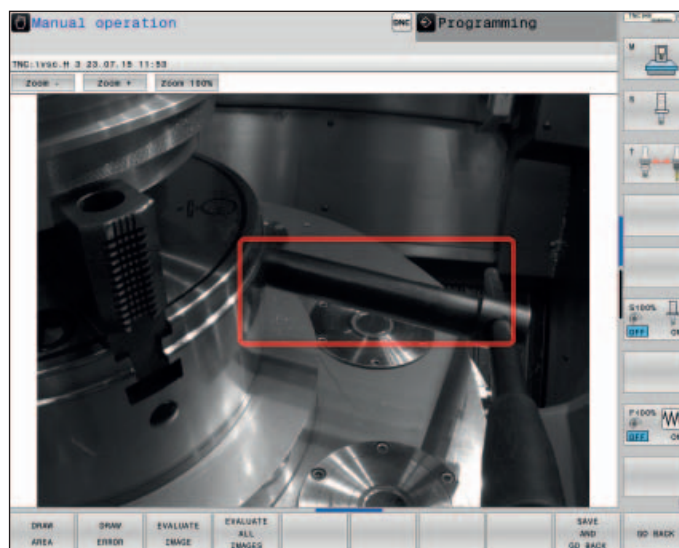 Manual operation
DNC
Programming
TNC:\VSC.H 3 23.07.15 11:53
Zoom -
Zoom +
Zoom 100%
M
S
T
S100%
OFF
F100%
OFF
DRAW
AREA
DRAW
ERROR
EVALUATE
IMAGE
EVALUATE
ALL
IMAGES
SAVE
AND
GO BACK
GO BACK